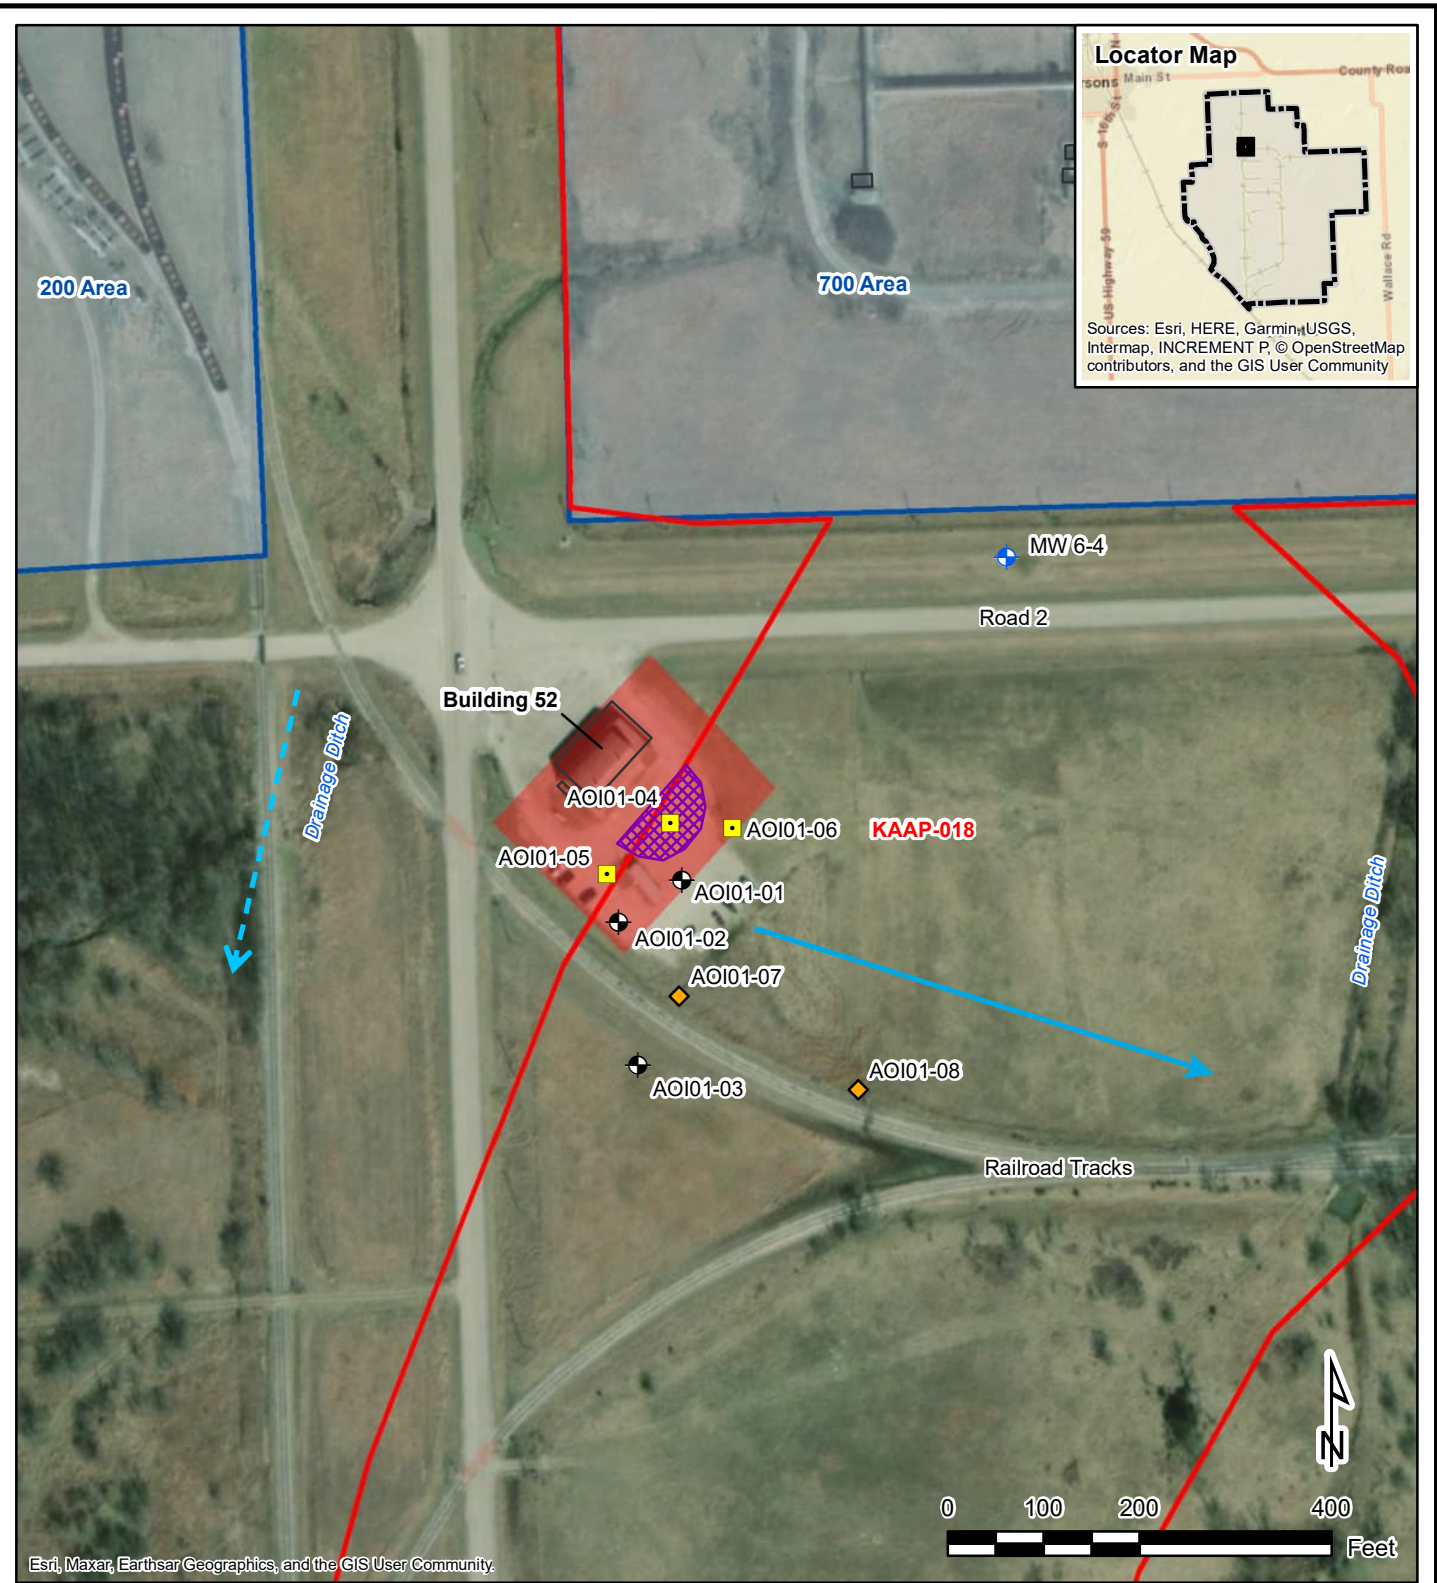 Locator Map
rsons
Main St
County Roa
S 16th St
N
US Highway 59
Wallace Rd
Sources: Esri, HERE, Garmin, USGS,
Intermap, INCREMENT P, © OpenStreetMap
contributors, and the GIS User Community
200 Area
700 Area
MW 6-4
Road 2
Building 52
Drainage Ditch
AOI01-04
AOI01-06
KAAP-018
AOI01-05
AOI01-01
AOI01-02
Drainage Ditch
AOI01-07
AOI01-08
AOI01-03
Railroad Tracks
N
0 100 200 400
Feet
Esri, Maxar, Earthsar Geographics, and the GIS User Community.